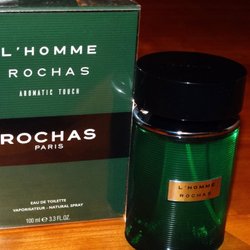 L'HOMME
ROCHAS
AROMATIC TOUCH
ROCHAS
PARIS
EAU DE TOILETTE
VAPORISATEUR - NATURAL SPRAY
100 ml e 3.3 FL.OZ.
L'HOMME
ROCHAS